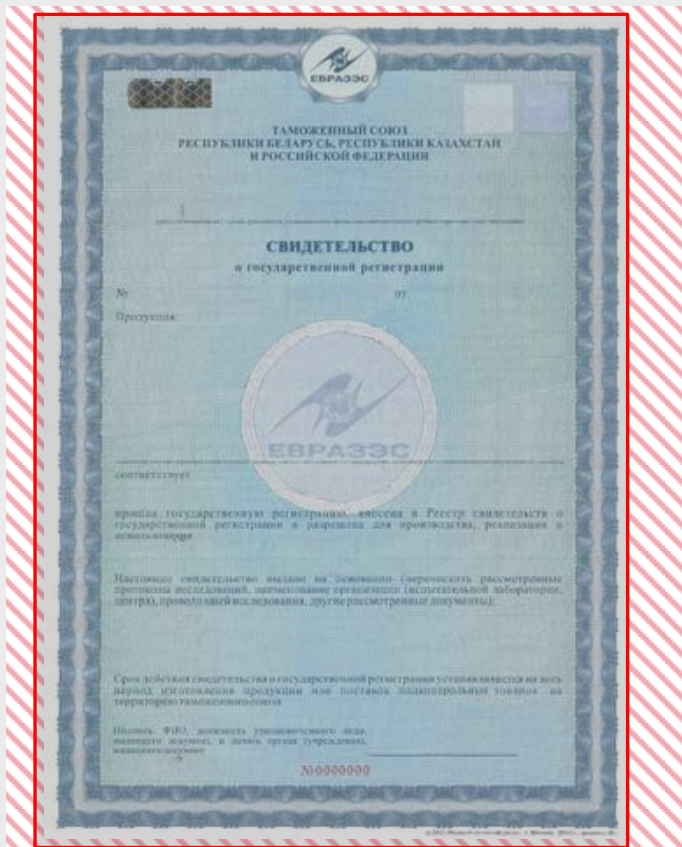 ЕВРАЗЭС
ТАМОЖЕННЫЙ СОЮЗ
РЕСПУБЛИКИ БЕЛАРУСЬ, РЕСПУБЛИКИ КАЗАХСТАН
И РОССИЙСКОЙ ФЕДЕРАЦИИ
СВИДЕТЕЛЬСТВО
о государственной регистрации
№ от
Продукция:
ЕВРАЗЭС
соответствует
прошла государственную регистрацию, внесена в Реестр свидетельств о
государственной регистрации и разрешена для производства, реализации и
использования
Настоящее свидетельство выдано на основании (перечислить рассмотренные
протоколы исследований, наименование организации (испытательной лаборатории,
центра), проводившей исследования, другие рассмотренные документы):
Срок действия свидетельства о государственной регистрации устанавливается на весь
период изготовления продукции или поставок подконтрольных товаров на
территорию таможенного союза
Подпись, ФИО, должность уполномоченного лица,
выдавшего документ, и печать органа (учреждения),
выдавшего документ
№0000000